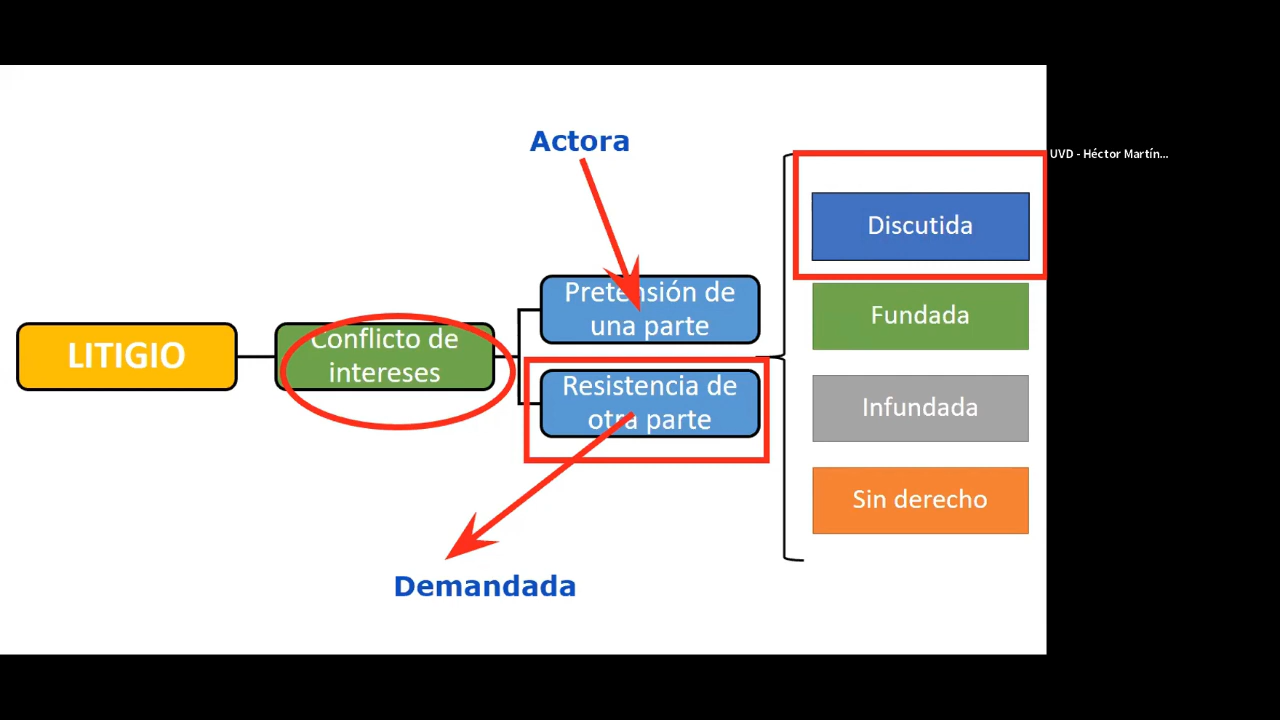 Actora
UVD - Héctor Martín...
Discutida
Pretensión de
una parte
Fundada
LITIGIO
Conflicto de
intereses
Resistencia de
otra parte
Infundada
Sin derecho
Demandada